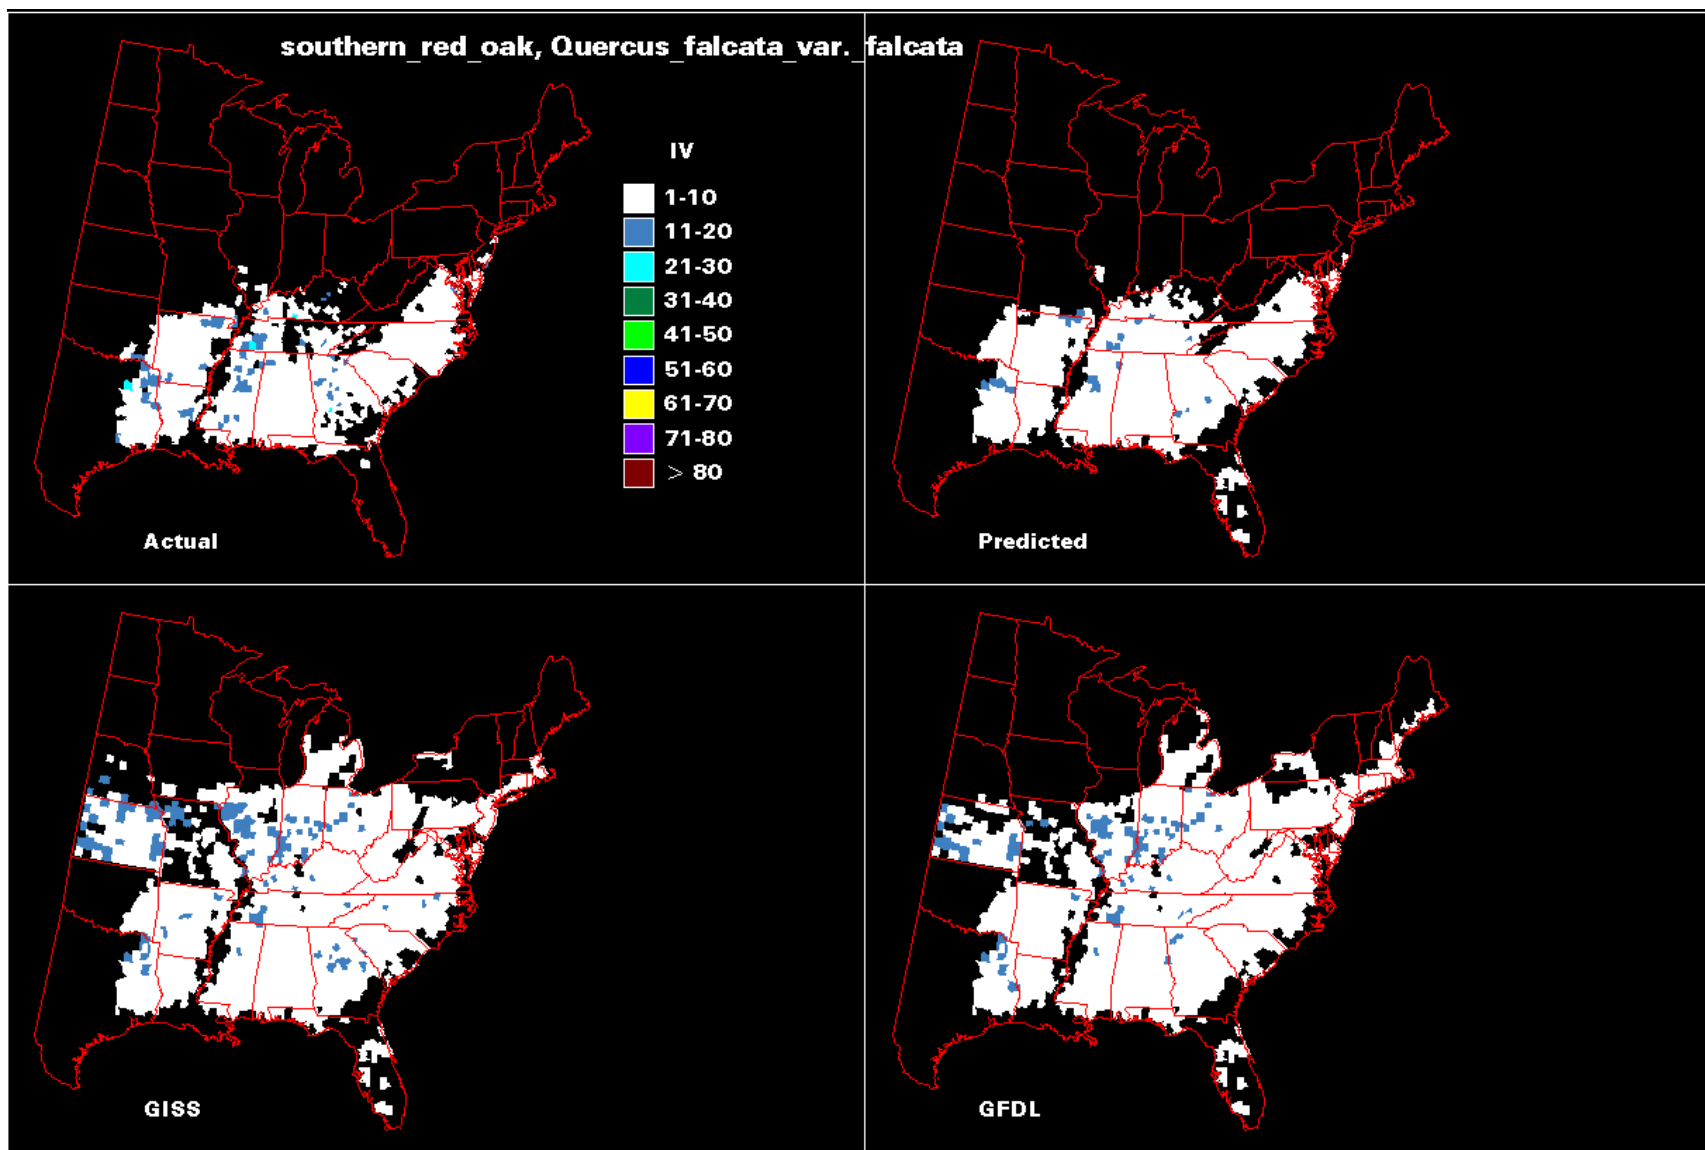 southern_red_oak, Quercus_falcata_var._falcata
IV
1-10
11-20
21-30
31-40
41-50
51-60
61-70
71-80
> 80
Actual
Predicted
GISS
GFDL